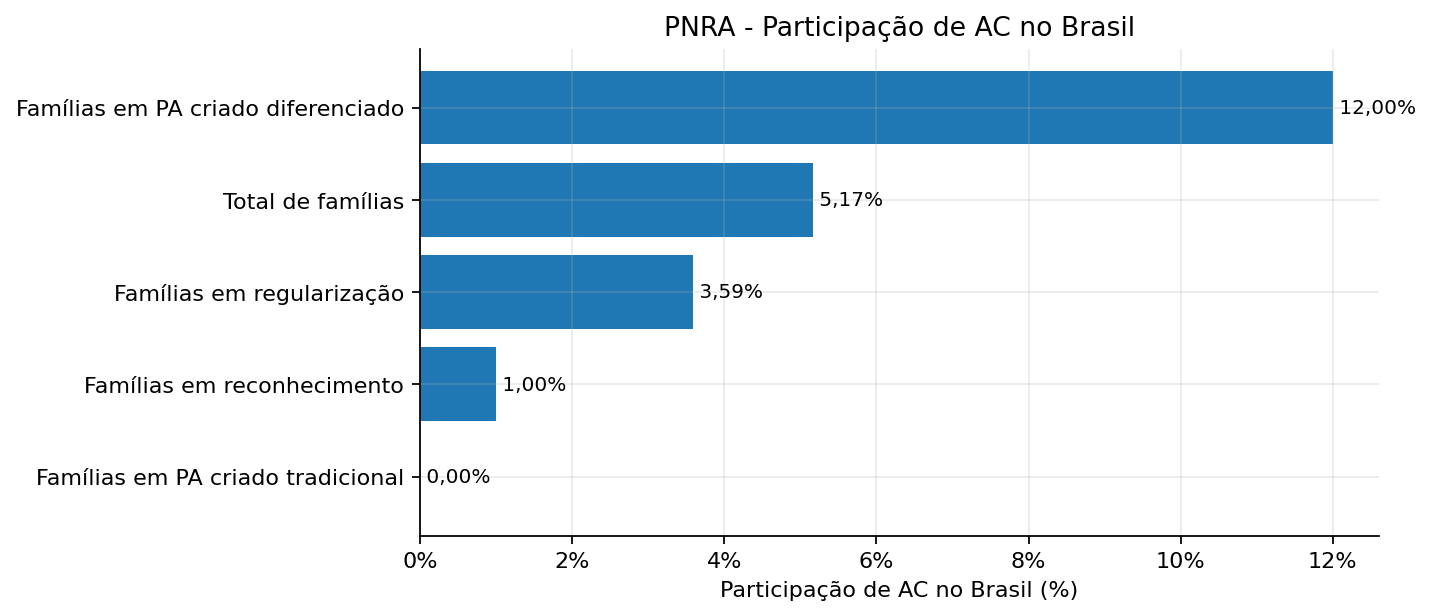 PNRA - Participação de AC no Brasil
Famílias em PA criado diferenciado
12,00%
Total de famílias
5,17%
Famílias em regularização
3,59%
Famílias em reconhecimento
1,00%
Famílias em PA criado tradicional
0,00%
0% 2% 4% 6% 8% 10% 12%
Participação de AC no Brasil (%)